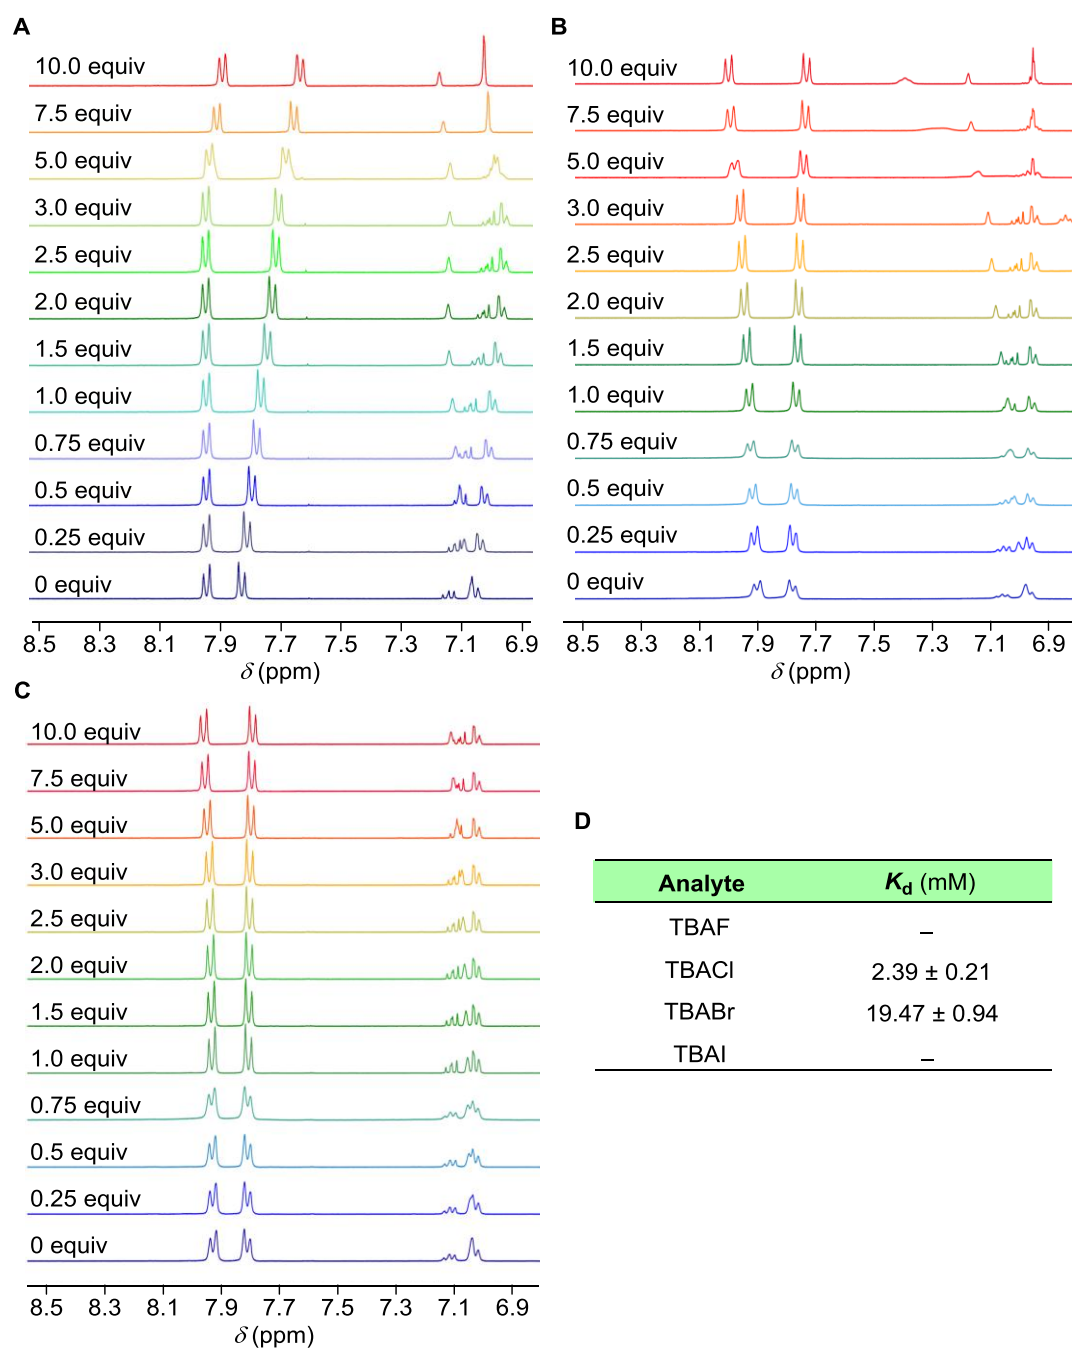 A
10.0 equiv
7.5 equiv
5.0 equiv
3.0 equiv
2.5 equiv
2.0 equiv
1.5 equiv
1.0 equiv
0.75 equiv
0.5 equiv
0.25 equiv
0 equiv
8.5 8.3 8.1 7.9 7.7 7.5 7.3 7.1 6.9
δ (ppm)
B
10.0 equiv
7.5 equiv
5.0 equiv
3.0 equiv
2.5 equiv
2.0 equiv
1.5 equiv
1.0 equiv
0.75 equiv
0.5 equiv
0.25 equiv
0 equiv
8.5 8.3 8.1 7.9 7.7 7.5 7.3 7.1 6.9
δ (ppm)
C
10.0 equiv
7.5 equiv
5.0 equiv
3.0 equiv
2.5 equiv
2.0 equiv
1.5 equiv
1.0 equiv
0.75 equiv
0.5 equiv
0.25 equiv
0 equiv
8.5 8.3 8.1 7.9 7.7 7.5 7.3 7.1 6.9
δ (ppm)
D
Analyte Kd (mM)
TBAF –
TBACl 2.39 ± 0.21
TBABr 19.47 ± 0.94
TBAI –